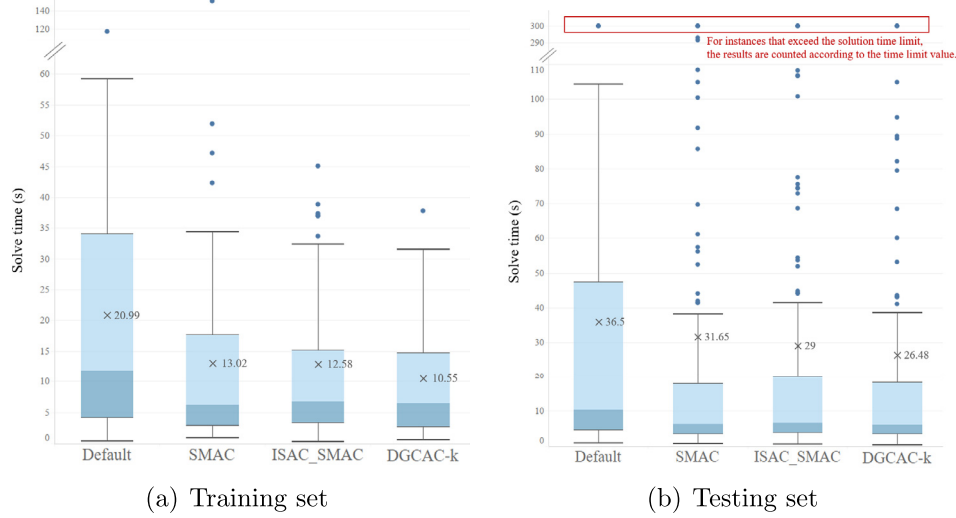 140
120
60
55
50
45
40
35
30
25
20
15
10
5
0
Solve time (s)
×20.99
×13.02
×12.58
×10.55
Default
SMAC
ISAC_SMAC
DGCAC-k
(a) Training set
300
290
110
100
90
80
70
60
50
40
30
20
10
0
Solve time (s)
For instances that exceed the solution time limit,
the results are counted according to the time limit value.
×36.5
×31.65
×29
×26.48
Default
SMAC
ISAC_SMAC
DGCAC-k
(b) Testing set